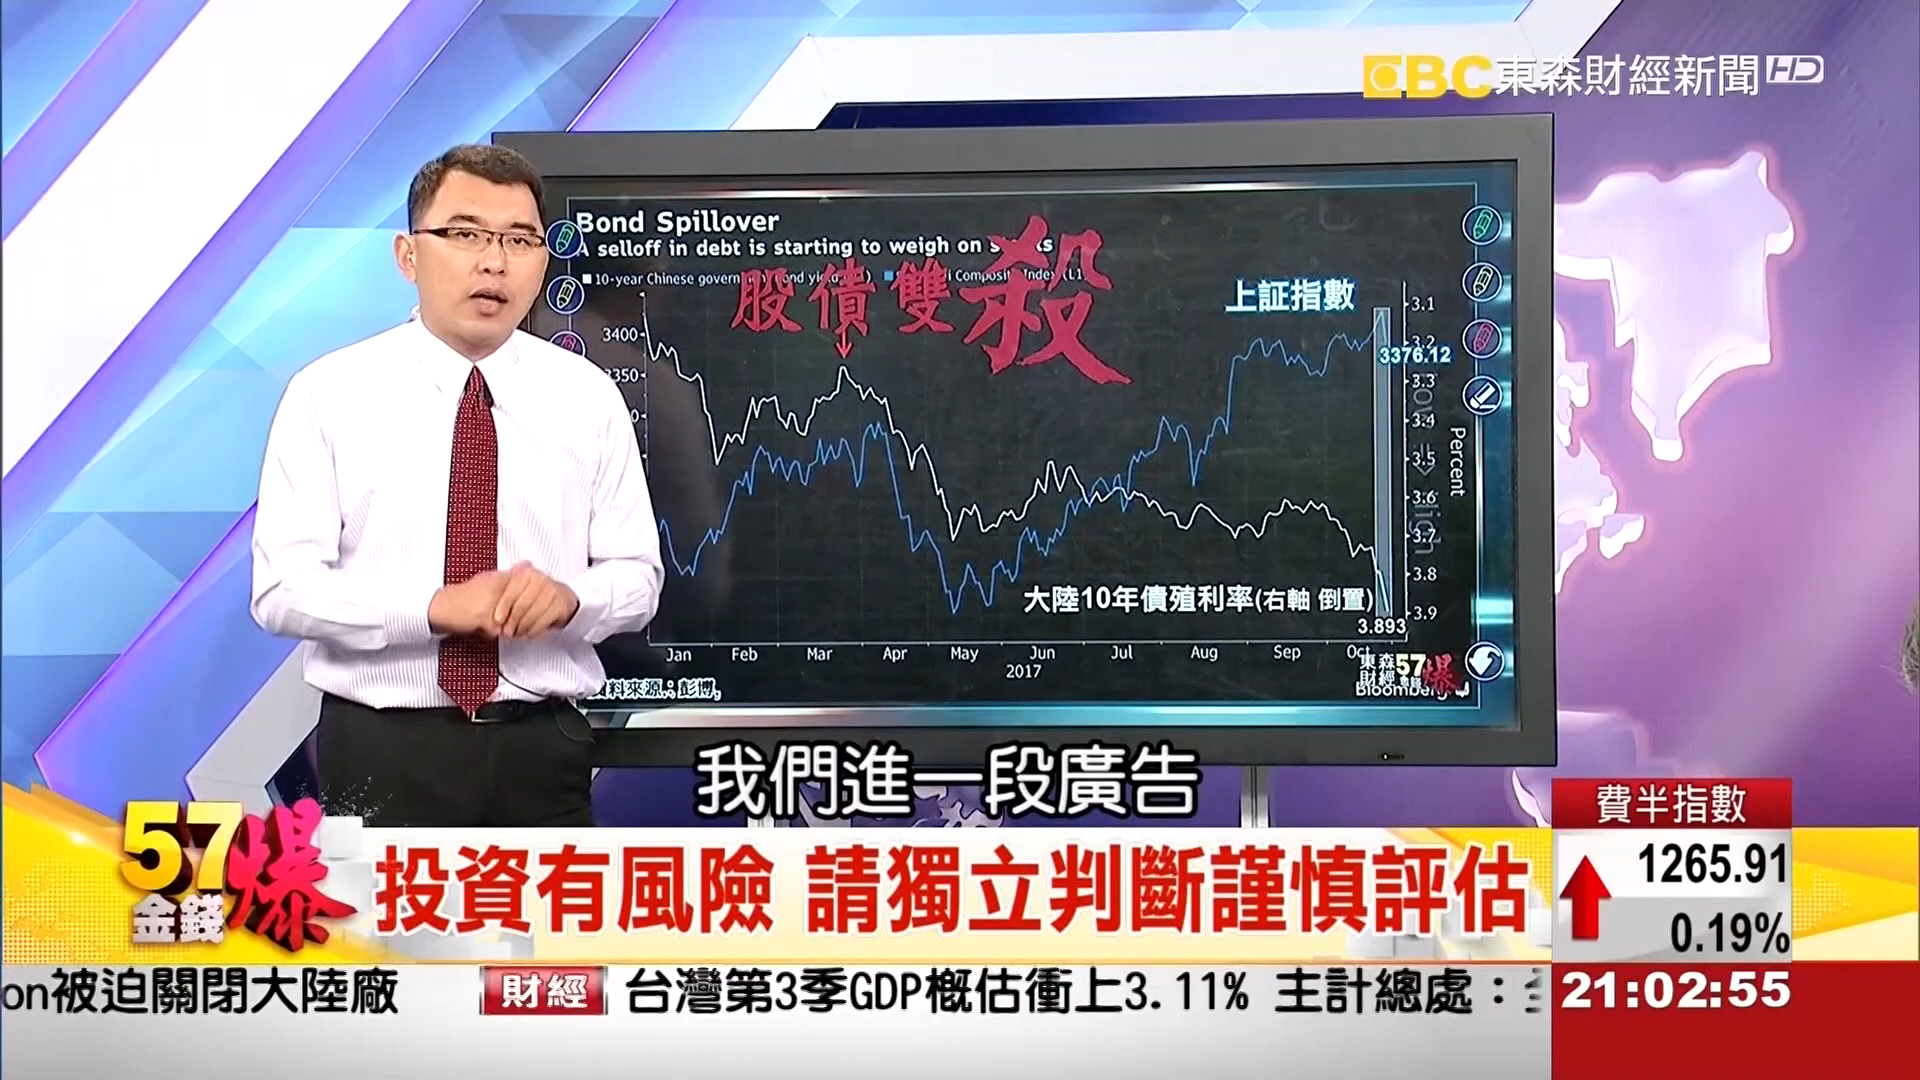 EBC東森財經新聞HD
Bond Spillover
A selloff in debt is starting to weigh on
10-year Chinese
Composite Index (L1
股債雙殺
上証指數
3400
3376.12
3.1
3.2
3.3
3.4
3.5
3.6
3.7
3.8
3.9
Percent
大陸10年債殖利率(右軸 倒置)
3.893
Jan Feb Mar Apr May Jun Jul Aug Sep Oct
2017
資料來源:彭博,
東森財經57金錢爆
Bloomberg
我們進一段廣告
57金錢爆
投資有風險 請獨立判斷謹慎評估
費半指數
1265.91
0.19%
on被迫關閉大陸廠 財經 台灣第3季GDP概估衝上3.11% 主計總處：
21:02:55